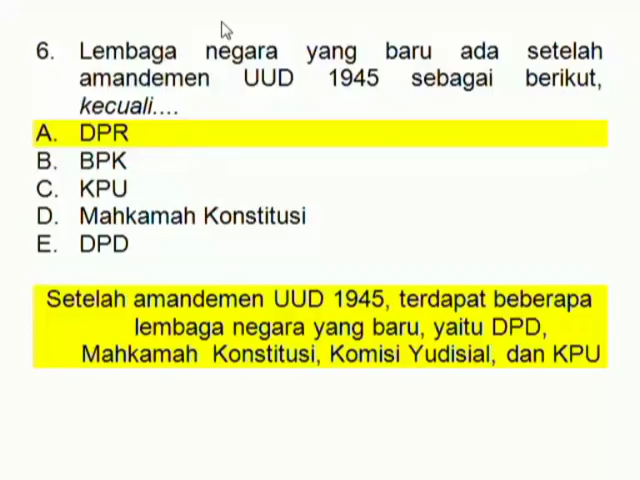 6. Lembaga negara yang baru ada setelah
amandemen UUD 1945 sebagai berikut,
kecuali....
A. DPR
B. BPK
C. KPU
D. Mahkamah Konstitusi
E. DPD
Setelah amandemen UUD 1945, terdapat beberapa
lembaga negara yang baru, yaitu DPD,
Mahkamah Konstitusi, Komisi Yudisial, dan KPU